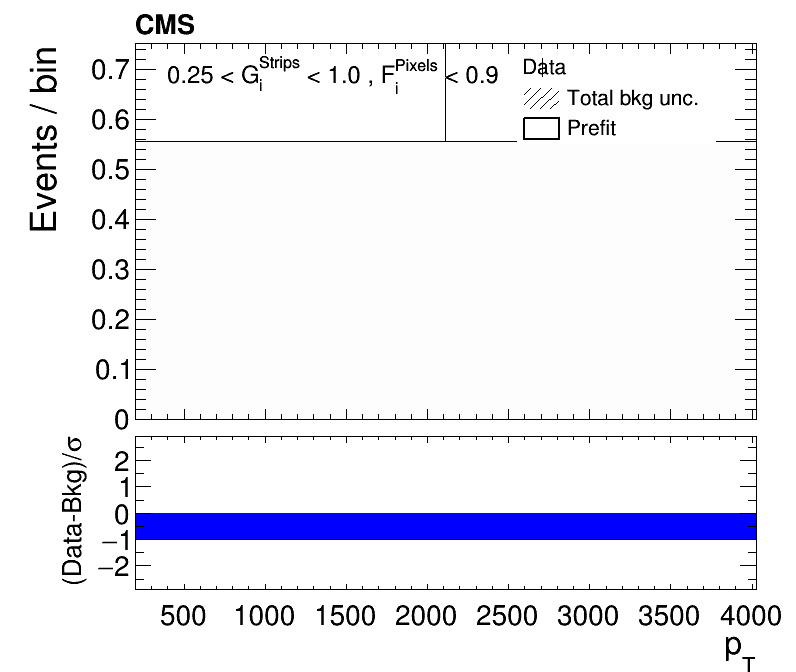 CMS
0.25 < G_i^Strips < 1.0 , F_i^Pixels < 0.9
Data
Total bkg unc.
Prefit
Events / bin
0.7
0.6
0.5
0.4
0.3
0.2
0.1
0
(Data-Bkg)/σ
2
1
0
−1
−2
500 1000 1500 2000 2500 3000 3500 4000
p_T